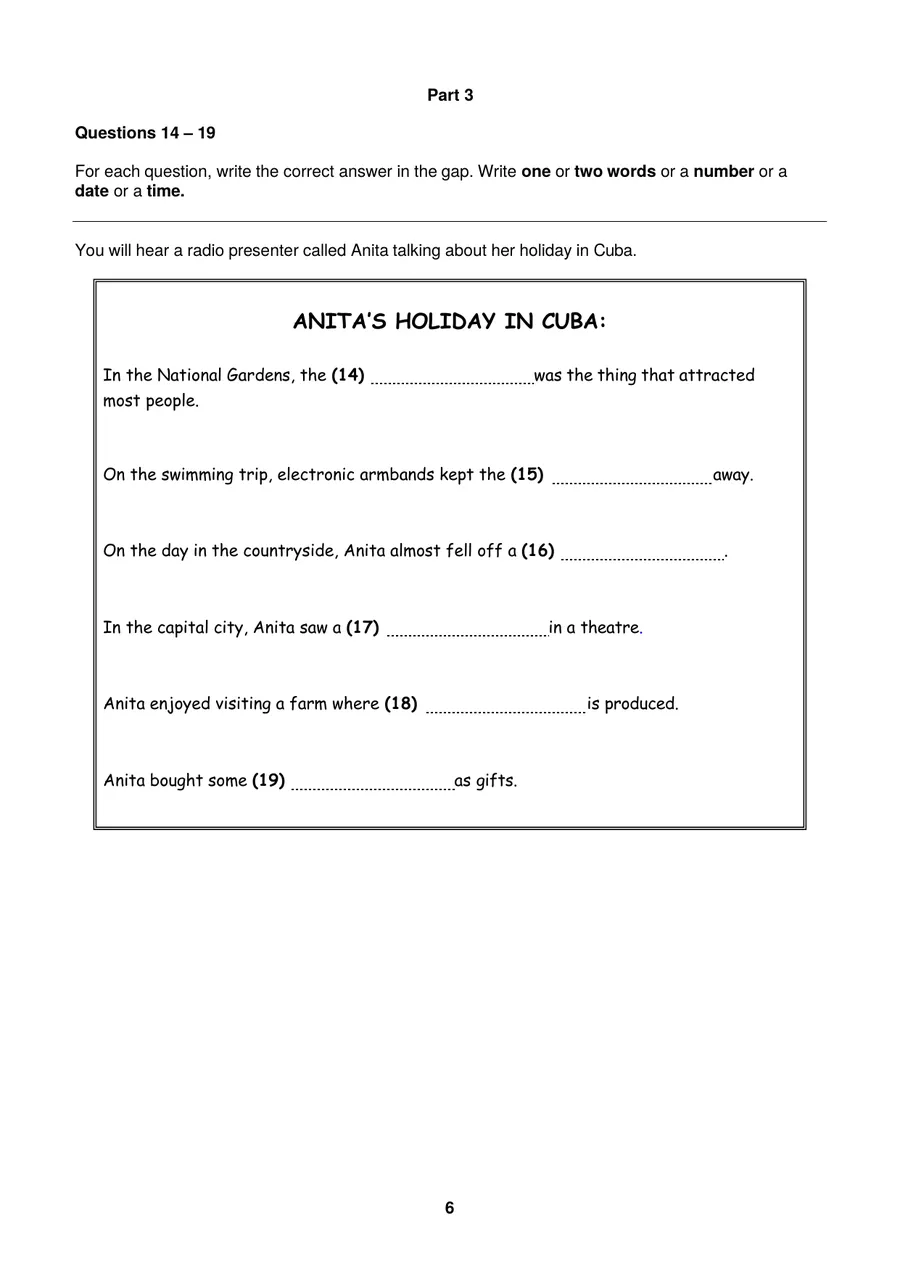 Part 3
Questions 14 – 19
For each question, write the correct answer in the gap. Write one or two words or a number or a
date or a time.
You will hear a radio presenter called Anita talking about her holiday in Cuba.
ANITA'S HOLIDAY IN CUBA:
In the National Gardens, the (14) ................................ was the thing that attracted
most people.
On the swimming trip, electronic armbands kept the (15) ................................ away.
On the day in the countryside, Anita almost fell off a (16) ................................ .
In the capital city, Anita saw a (17) ................................ in a theatre.
Anita enjoyed visiting a farm where (18) ................................ is produced.
Anita bought some (19) ................................ as gifts.
6